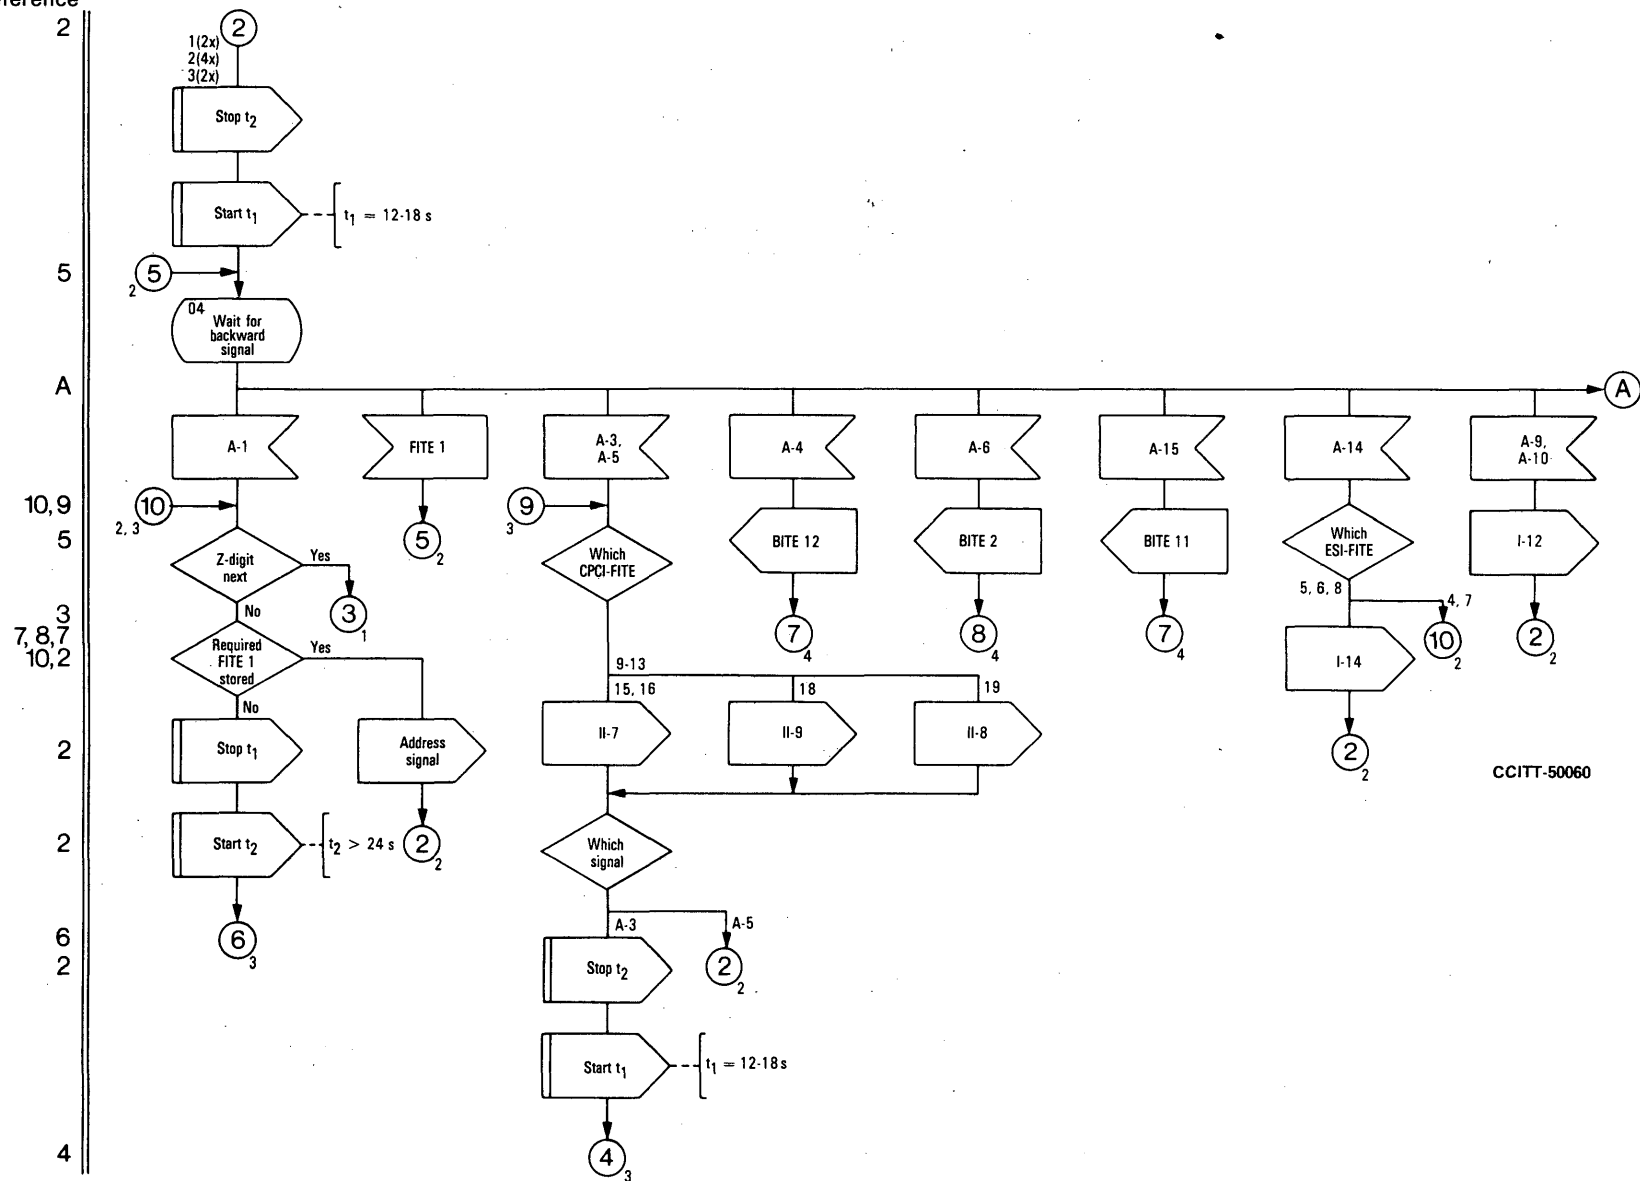 2
2
1(2x)
2(4x)
3(2x)
Stop t2
Start t1
t1 = 12-18 s
5
5
2
04
Wait for
backward
signal
A
A
A-1
FITE 1
A-3,
A-5
A-4
A-6
A-15
A-14
A-9,
A-10
10, 9
10
2, 3
9
3
5
Z-digit
next
Yes
No
5
2
Which
CPCI-FITE
BITE 12
BITE 2
BITE 11
Which
ESI-FITE
I-12
5, 6, 8
4, 7
3
7, 8, 7
10, 2
3
1
7
4
8
4
7
4
10
2
2
2
Required
FITE 1
stored
Yes
No
I-14
9-13
15, 16
18
19
2
Stop t1
Address
signal
II-7
II-9
II-8
2
2
CCITT-50060
2
Start t2
t2 > 24 s
2
2
Which
signal
A-3
A-5
6
2
6
3
Stop t2
2
2
Start t1
t1 = 12-18 s
4
4
3